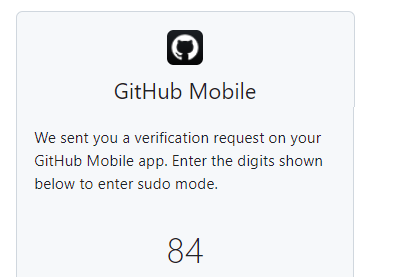 GitHub Mobile
We sent you a verification request on your
GitHub Mobile app. Enter the digits shown
below to enter sudo mode.
84